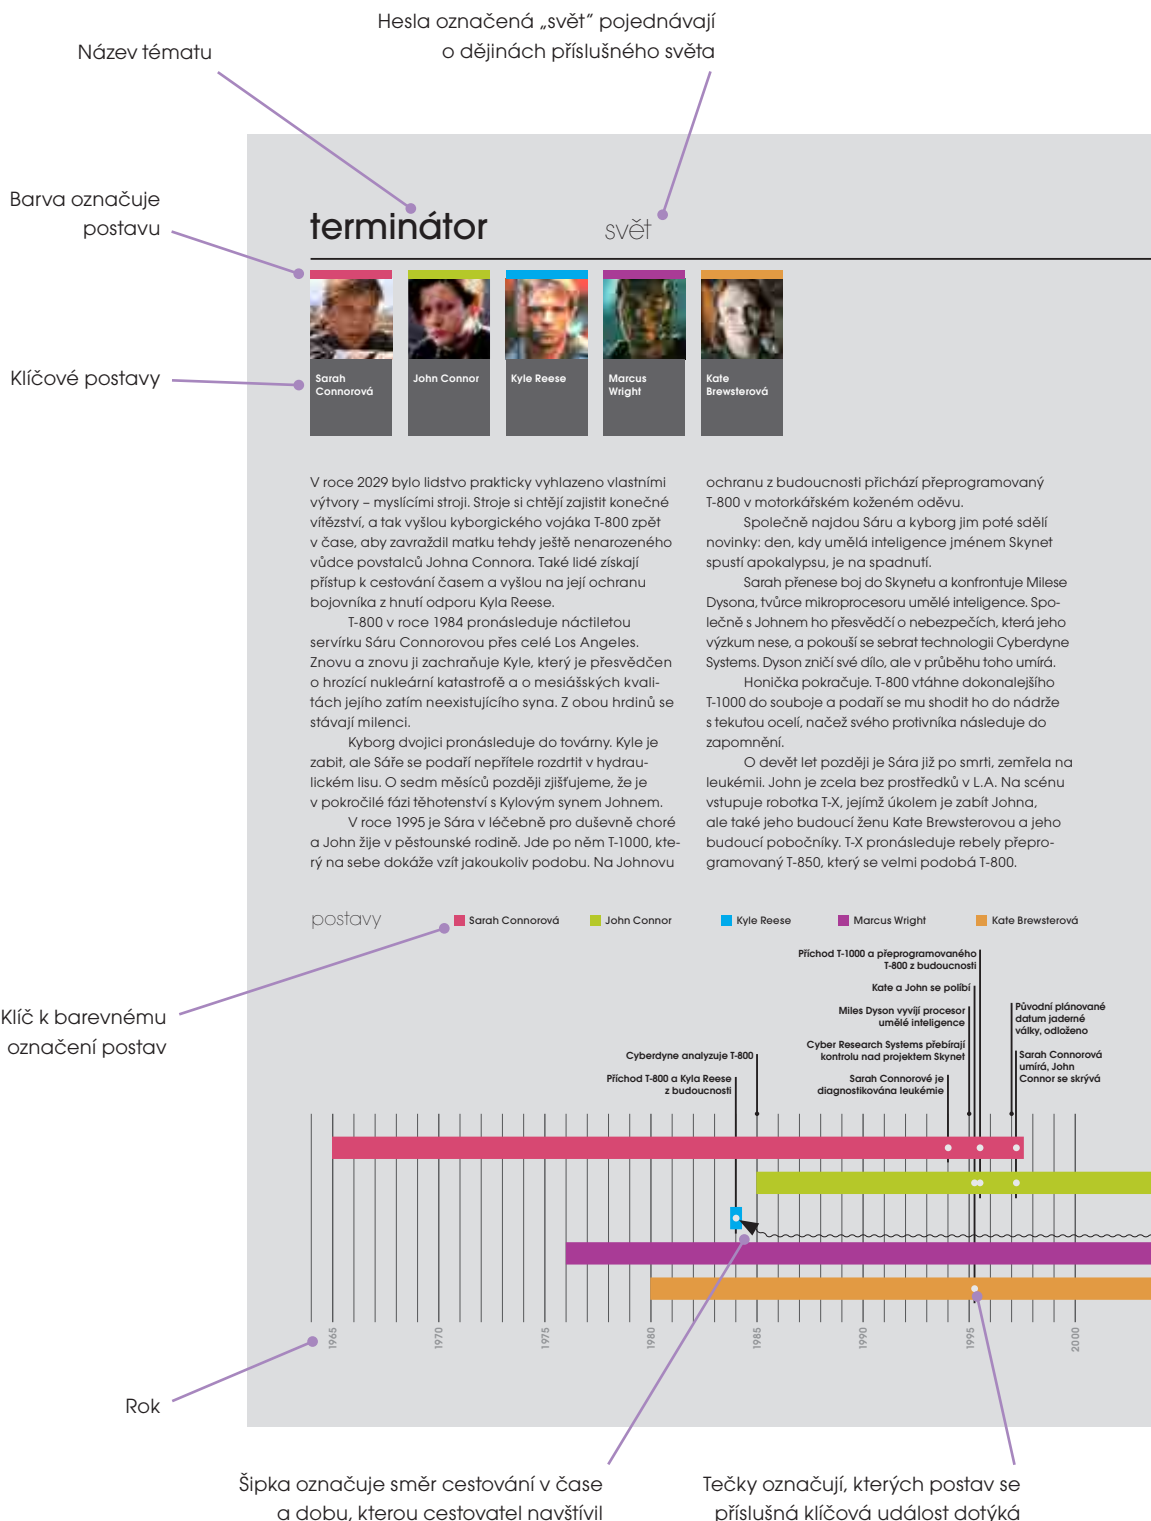 Hesla označená „svět“ pojednávají
o dějinách příslušného světa
Název tématu
Barva označuje
postavu
terminátor
svět
Klíčové postavy
Sarah
Connorová
John Connor
Kyle Reese
Marcus
Wright
Kate
Brewsterová
V roce 2029 bylo lidstvo prakticky vyhlazeno vlastními
výtvory – myslícími stroji. Stroje si chtějí zajistit konečné
vítězství, a tak vyšlou kyborgického vojáka T-800 zpět
v čase, aby zavraždil matku tehdy ještě nenarozeného
vůdce povstalců Johna Connora. Také lidé získají
přístup k cestování časem a vyšlou na její ochranu
bojovníka z hnutí odporu Kyla Reese.
T-800 v roce 1984 pronásleduje náctiletou
servírku Sáru Connorovou přes celé Los Angeles.
Znovu a znovu ji zachraňuje Kyle, který je přesvědčen
o hrozící nukleární katastrofě a o mesiášských kvali-
tách jejího zatím neexistujícího syna. Z obou hrdinů se
stávají milenci.
Kyborg dvojici pronásleduje do továrny. Kyle je
zabit, ale Sáře se podaří nepřítele rozdrtit v hydrau-
lickém lisu. O sedm měsíců později zjišťujeme, že je
v pokročilé fázi těhotenství s Kylovým synem Johnem.
V roce 1995 je Sára v léčebně pro duševně choré
a John žije v pěstounské rodině. Jde po něm T-1000, kte-
rý na sebe dokáže vzít jakoukoliv podobu. Na Johnovu
ochranu z budoucnosti přichází přeprogramovaný
T-800 v motorkářském koženém oděvu.
Společně najdou Sáru a kyborg jim poté sdělí
novinky: den, kdy umělá inteligence jménem Skynet
spustí apokalypsu, je na spadnutí.
Sarah přenese boj do Skynetu a konfrontuje Milese
Dysona, tvůrce mikroprocesoru umělé inteligence. Spo-
lečně s Johnem ho přesvědčí o nebezpečích, která jeho
výzkum nese, a pokouší se sebrat technologii Cyberdyne
Systems. Dyson zničí své dílo, ale v průběhu toho umírá.
Honička pokračuje. T-800 vtáhne dokonalejšího
T-1000 do souboje a podaří se mu shodit ho do nádrže
s tekutou ocelí, načež svého protivníka následuje do
zapomnění.
O devět let později je Sára již po smrti, zemřela na
leukémii. John je zcela bez prostředků v L.A. Na scénu
vstupuje robotka T-X, jejímž úkolem je zabít Johna,
ale také jeho budoucí ženu Kate Brewsterovou a jeho
budoucí pobočníky. T-X pronásleduje rebely přepro-
gramovaný T-850, který se velmi podobá T-800.
postavy
Sarah Connorová
John Connor
Kyle Reese
Marcus Wright
Kate Brewsterová
Klíč k barevnému
označení postav
Příchod T-1000 a přeprogramovaného
T-800 z budoucnosti
Kate a John se políbí
Miles Dyson vyvíjí procesor
umělé inteligence
Cyber Research Systems přebírají
kontrolu nad projektem Skynet
Sarah Connorové je
diagnostikována leukémie
Původní plánované
datum jaderné
války, odloženo
Sarah Connorová
umírá, John
Connor se skrývá
Cyberdyne analyzuje T-800
Příchod T-800 a Kyla Reese
z budoucnosti
1965
1970
1975
1980
1985
1990
1995
2000
Rok
Šipka označuje směr cestování v čase
a dobu, kterou cestovatel navštívil
Tečky označují, kterých postav se
příslušná klíčová událost dotýká